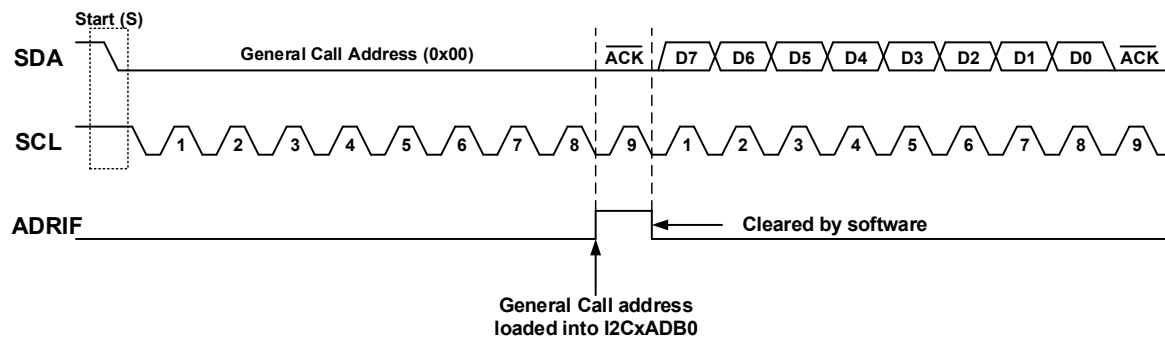 Start (S)
SDA General Call Address (0x00) ACK D7 D6 D5 D4 D3 D2 D1 D0 ACK
SCL 1 2 3 4 5 6 7 8 9 1 2 3 4 5 6 7 8 9
ADRIF Cleared by software
General Call address
loaded into I2CxADB0